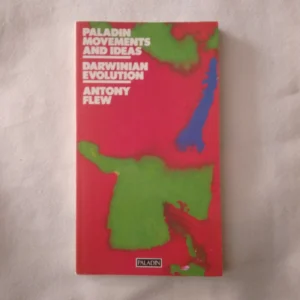 PALADIN
MOVEMENTS
AND IDEAS
DARWINIAN
EVOLUTION
ANTONY
FLEW
PALADIN